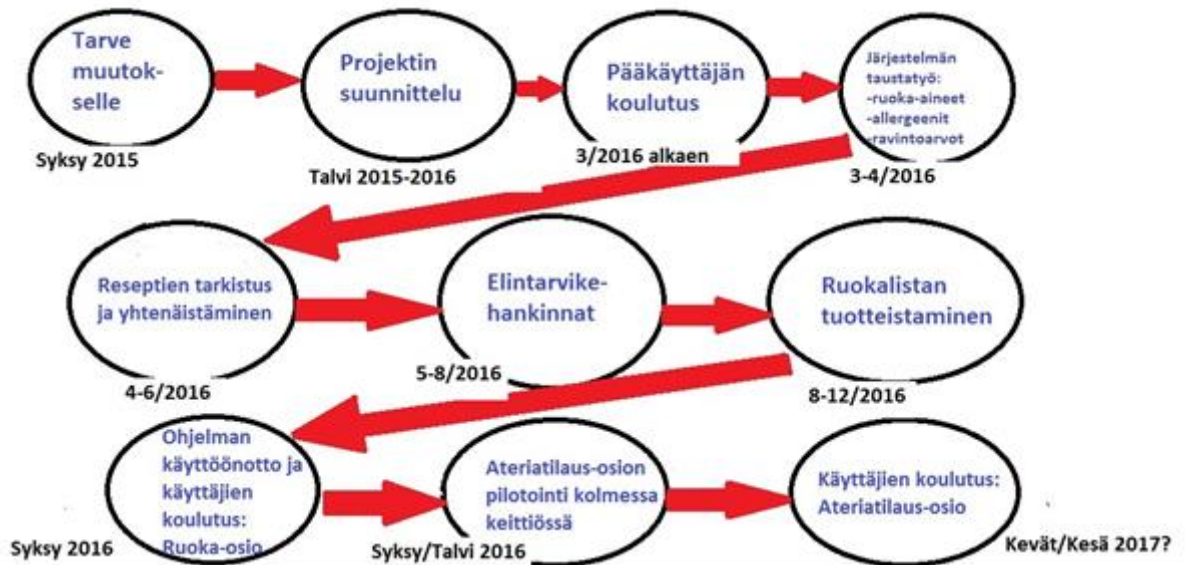 Tarve
muutok-
selle
Syksy 2015
Projektin
suunnittelu
Talvi 2015-2016
Pääkäyttäjän
koulutus
3/2016 alkaen
Järjestelmän
taustatyö:
-ruoka-aineet
-allergeenit
-ravintoarvot
3-4/2016
Reseptien tarkistus
ja yhtenäistäminen
4-6/2016
Elintarvike-
hankinnat
5-8/2016
Ruokalistan
tuotteistaminen
8-12/2016
Ohjelman
käyttöönotto ja
käyttäjien
koulutus:
Ruoka-osio
Syksy 2016
Ateriatilaus-osion
pilotointi kolmessa
keittiössä
Syksy/Talvi 2016
Käyttäjien koulutus:
Ateriatilaus-osio
Kevät/Kesä 2017?